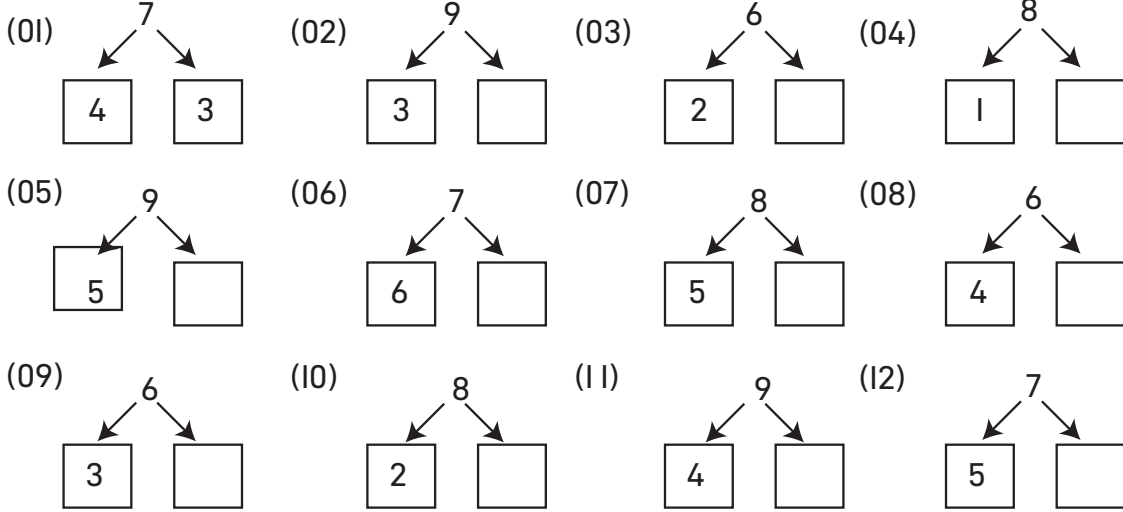 (01) 7 (02) 9 (03) 6 (04) 8
4 3 3 2 1
(05) 9 (06) 7 (07) 8 (08) 6
5 6 5 4
(09) 6 (10) 8 (11) 9 (12) 7
3 2 4 5